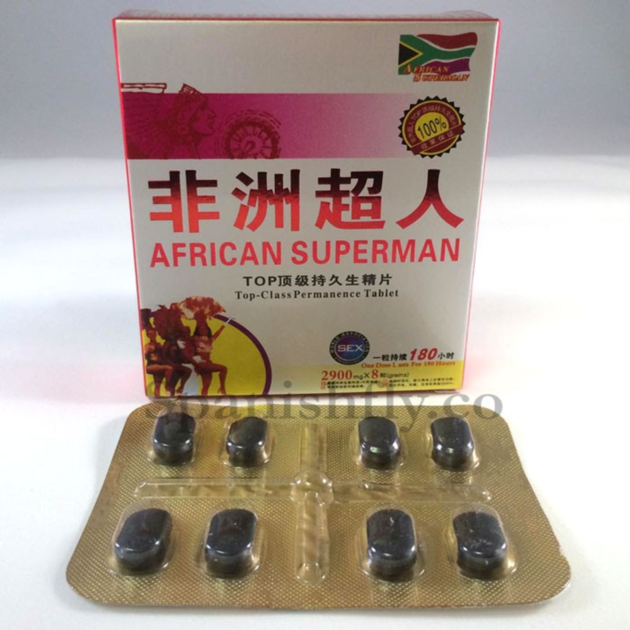 AFRICAN
SUPERMAN
100%
非洲超人
AFRICAN SUPERMAN
TOP顶级持久生精片
Top-Class Permanence Tablet
SEX
一粒持续180小时
One Dose Lasts For 180 Hours
2900mg×8粒(grains)
Spanishfly.co